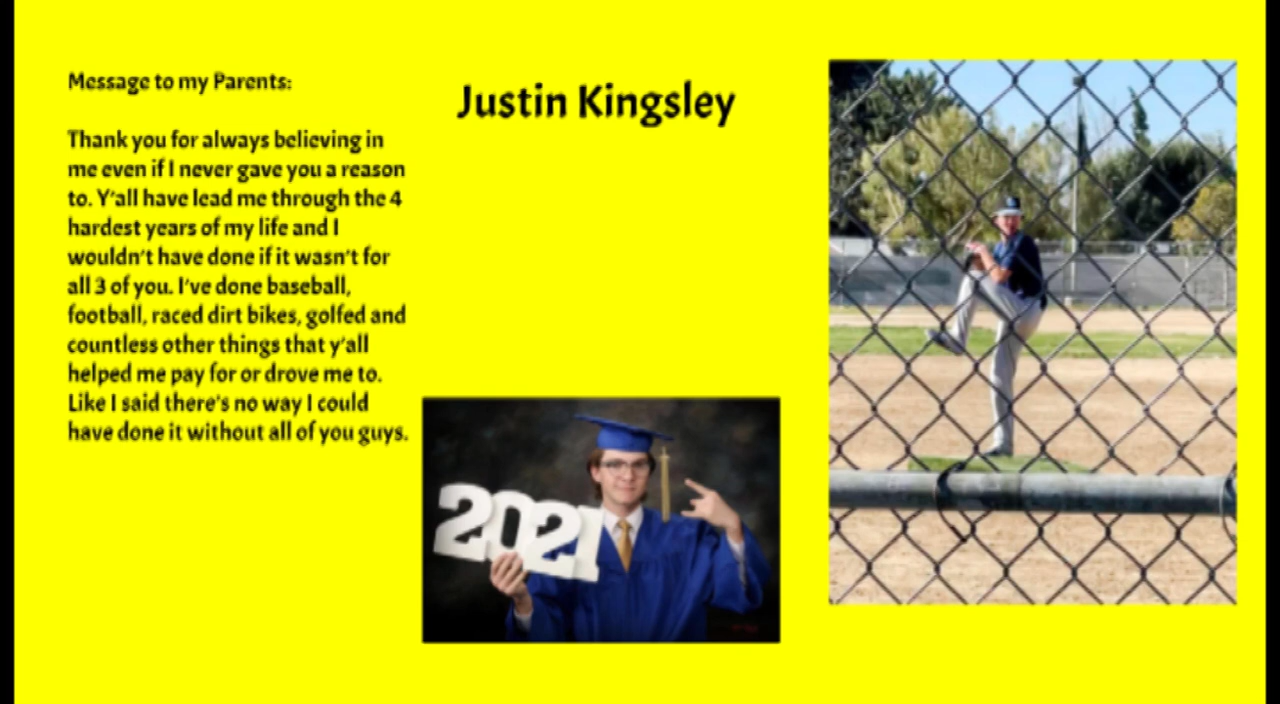 Message to my Parents:
Thank you for always believing in
me even if I never gave you a reason
to. Y'all have lead me through the 4
hardest years of my life and I
wouldn't have done if it wasn't for
all 3 of you. I've done baseball,
football, raced dirt bikes, golfed and
countless other things that y'all
helped me pay for or drove me to.
Like I said there's no way I could
have done it without all of you guys.
Justin Kingsley
2021